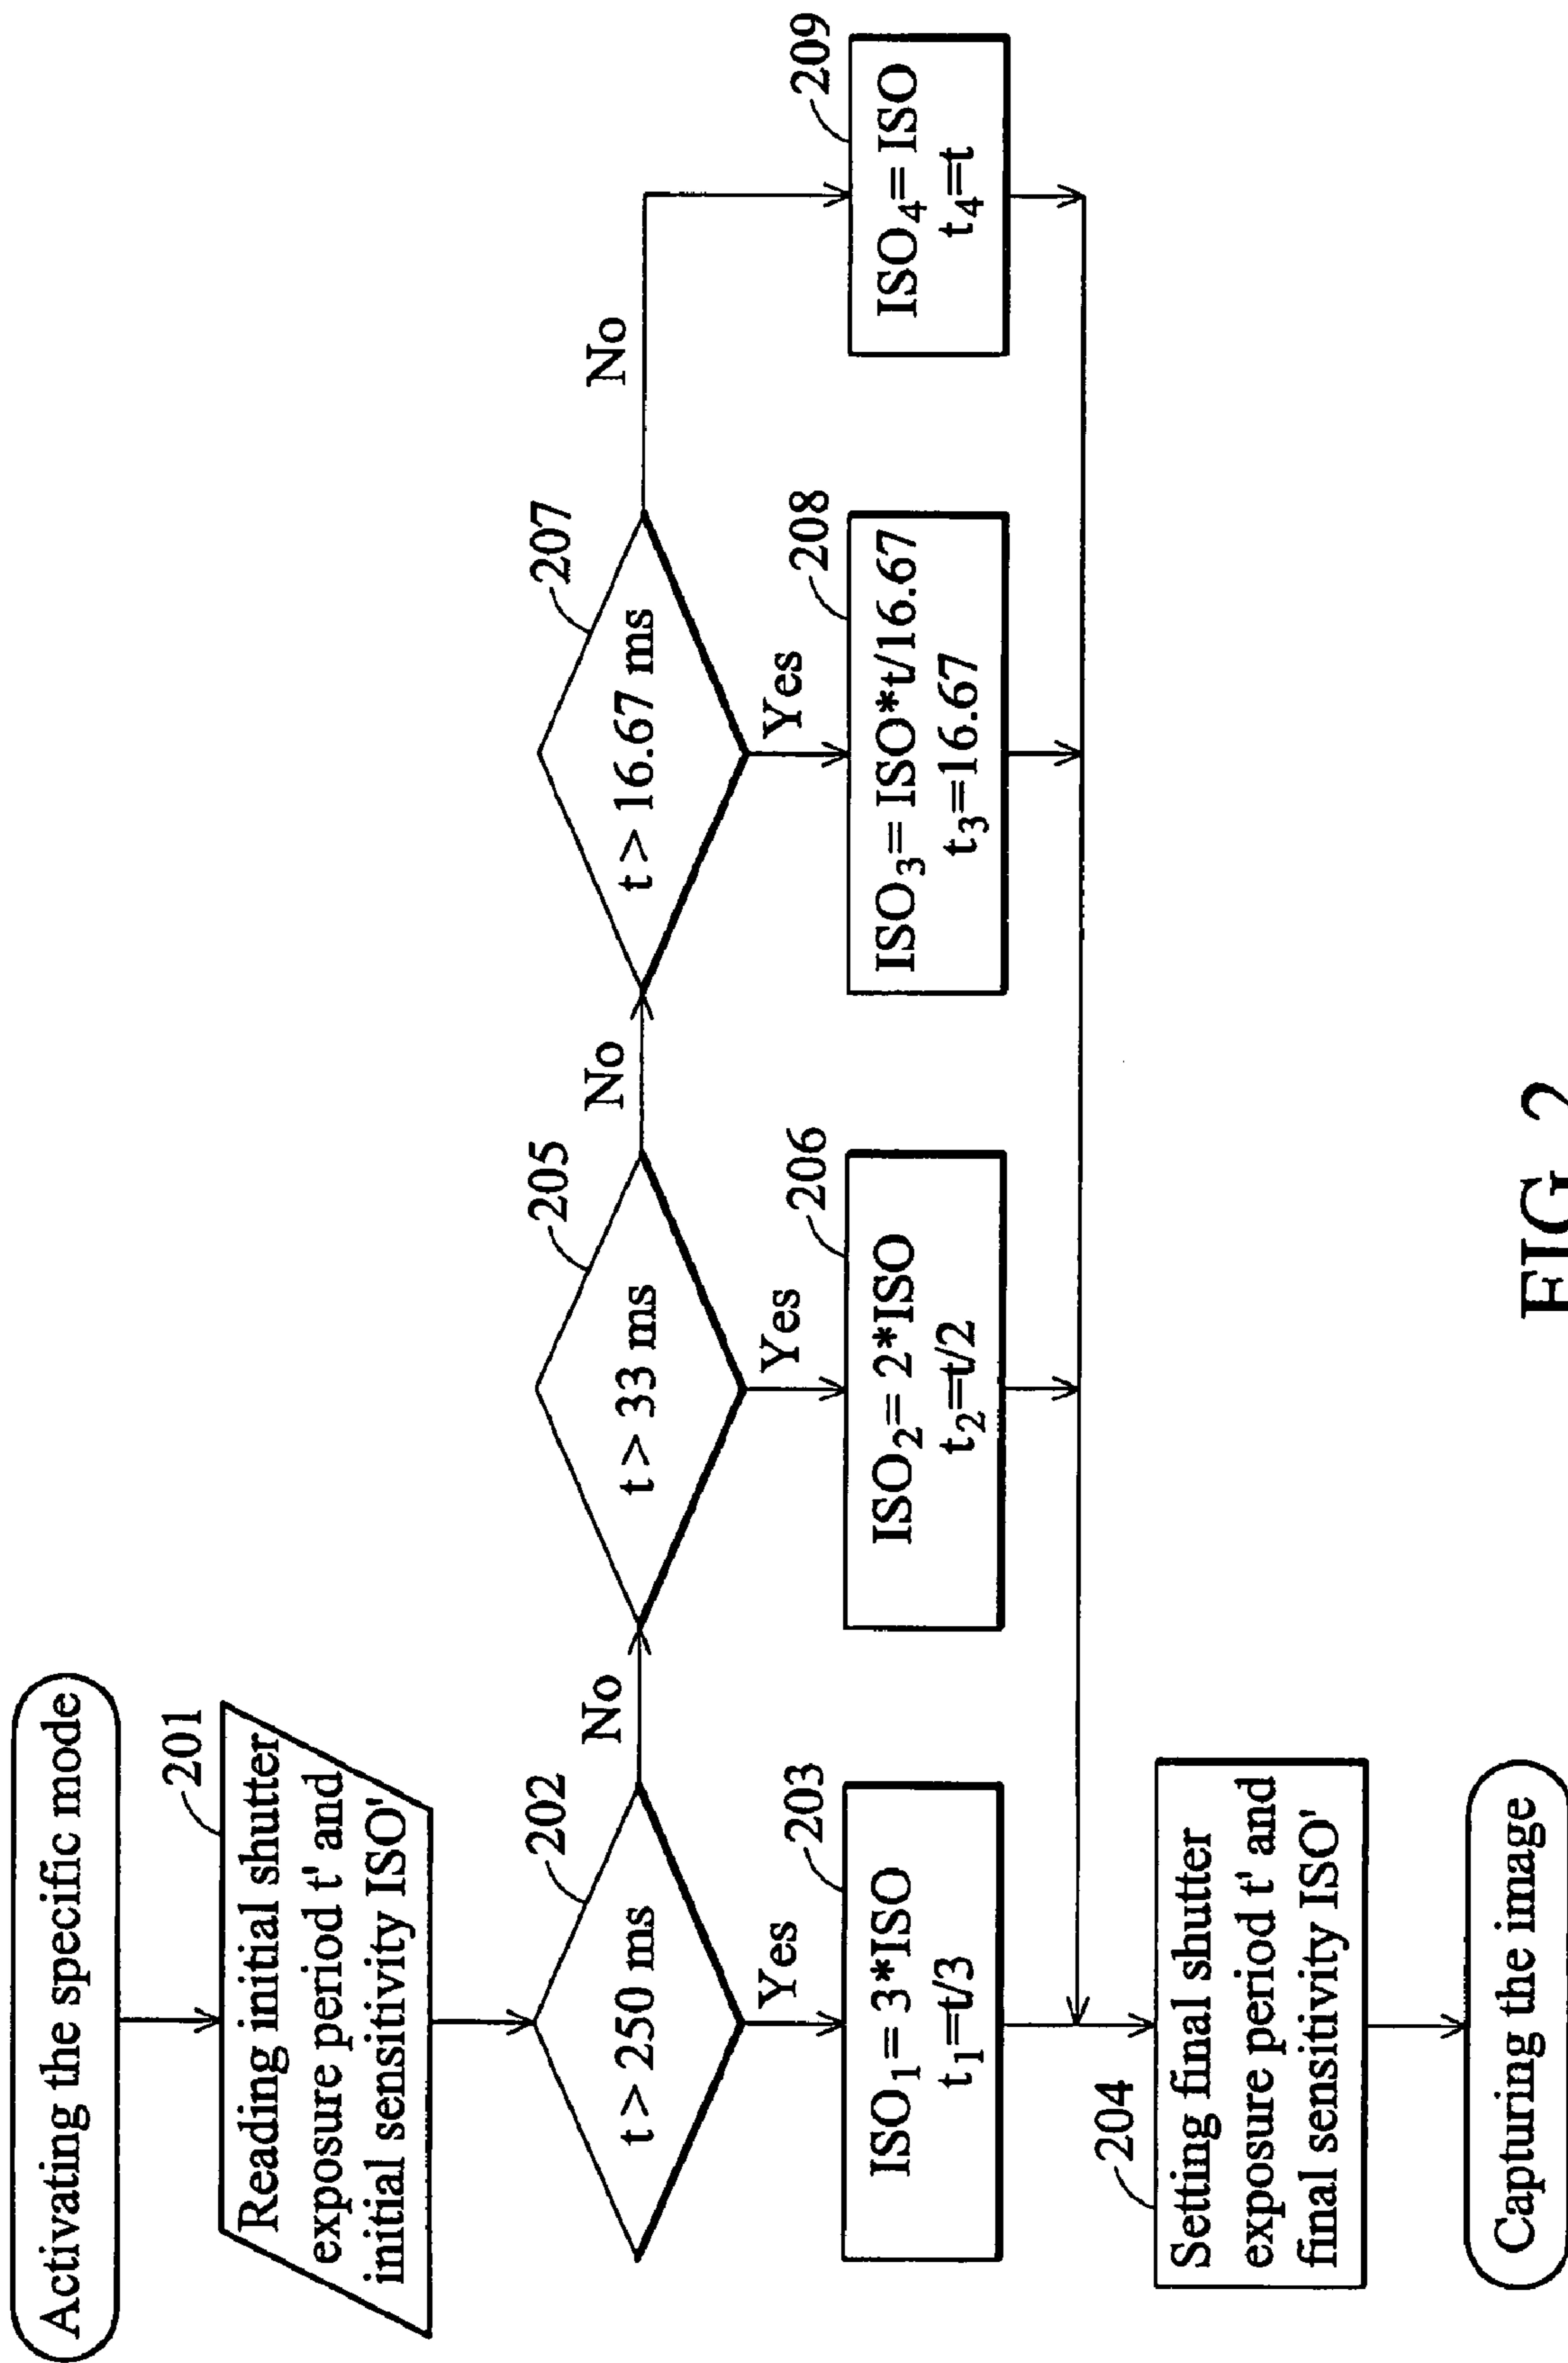 Activating the specific mode
201
Reading initial shutter
exposure period t' and
initial sensitivity ISO'
202
t > 250 ms
No
Yes
203
ISO₁= 3*ISO
t₁=t/3
205
t > 33 ms
No
Yes
206
ISO₂= 2*ISO
t₂=t/2
207
t > 16.67 ms
No
Yes
208
ISO₃= ISO*t/16.67
t₃=16.67
209
ISO₄= ISO
t₄=t
204
Setting final shutter
exposure period t' and
final sensitivity ISO'
Capturing the image
FIG. 2